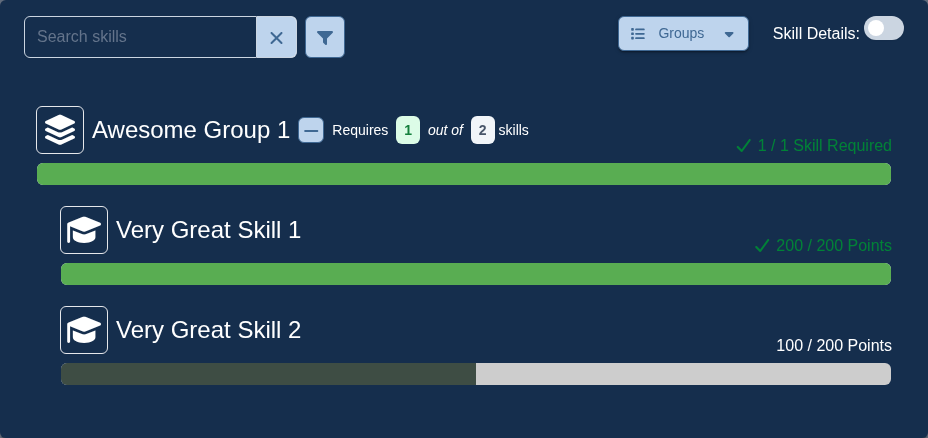 Search skills
Groups
Skill Details:
Awesome Group 1
Requires 1 out of 2 skills
1 / 1 Skill Required
Very Great Skill 1
200 / 200 Points
Very Great Skill 2
100 / 200 Points